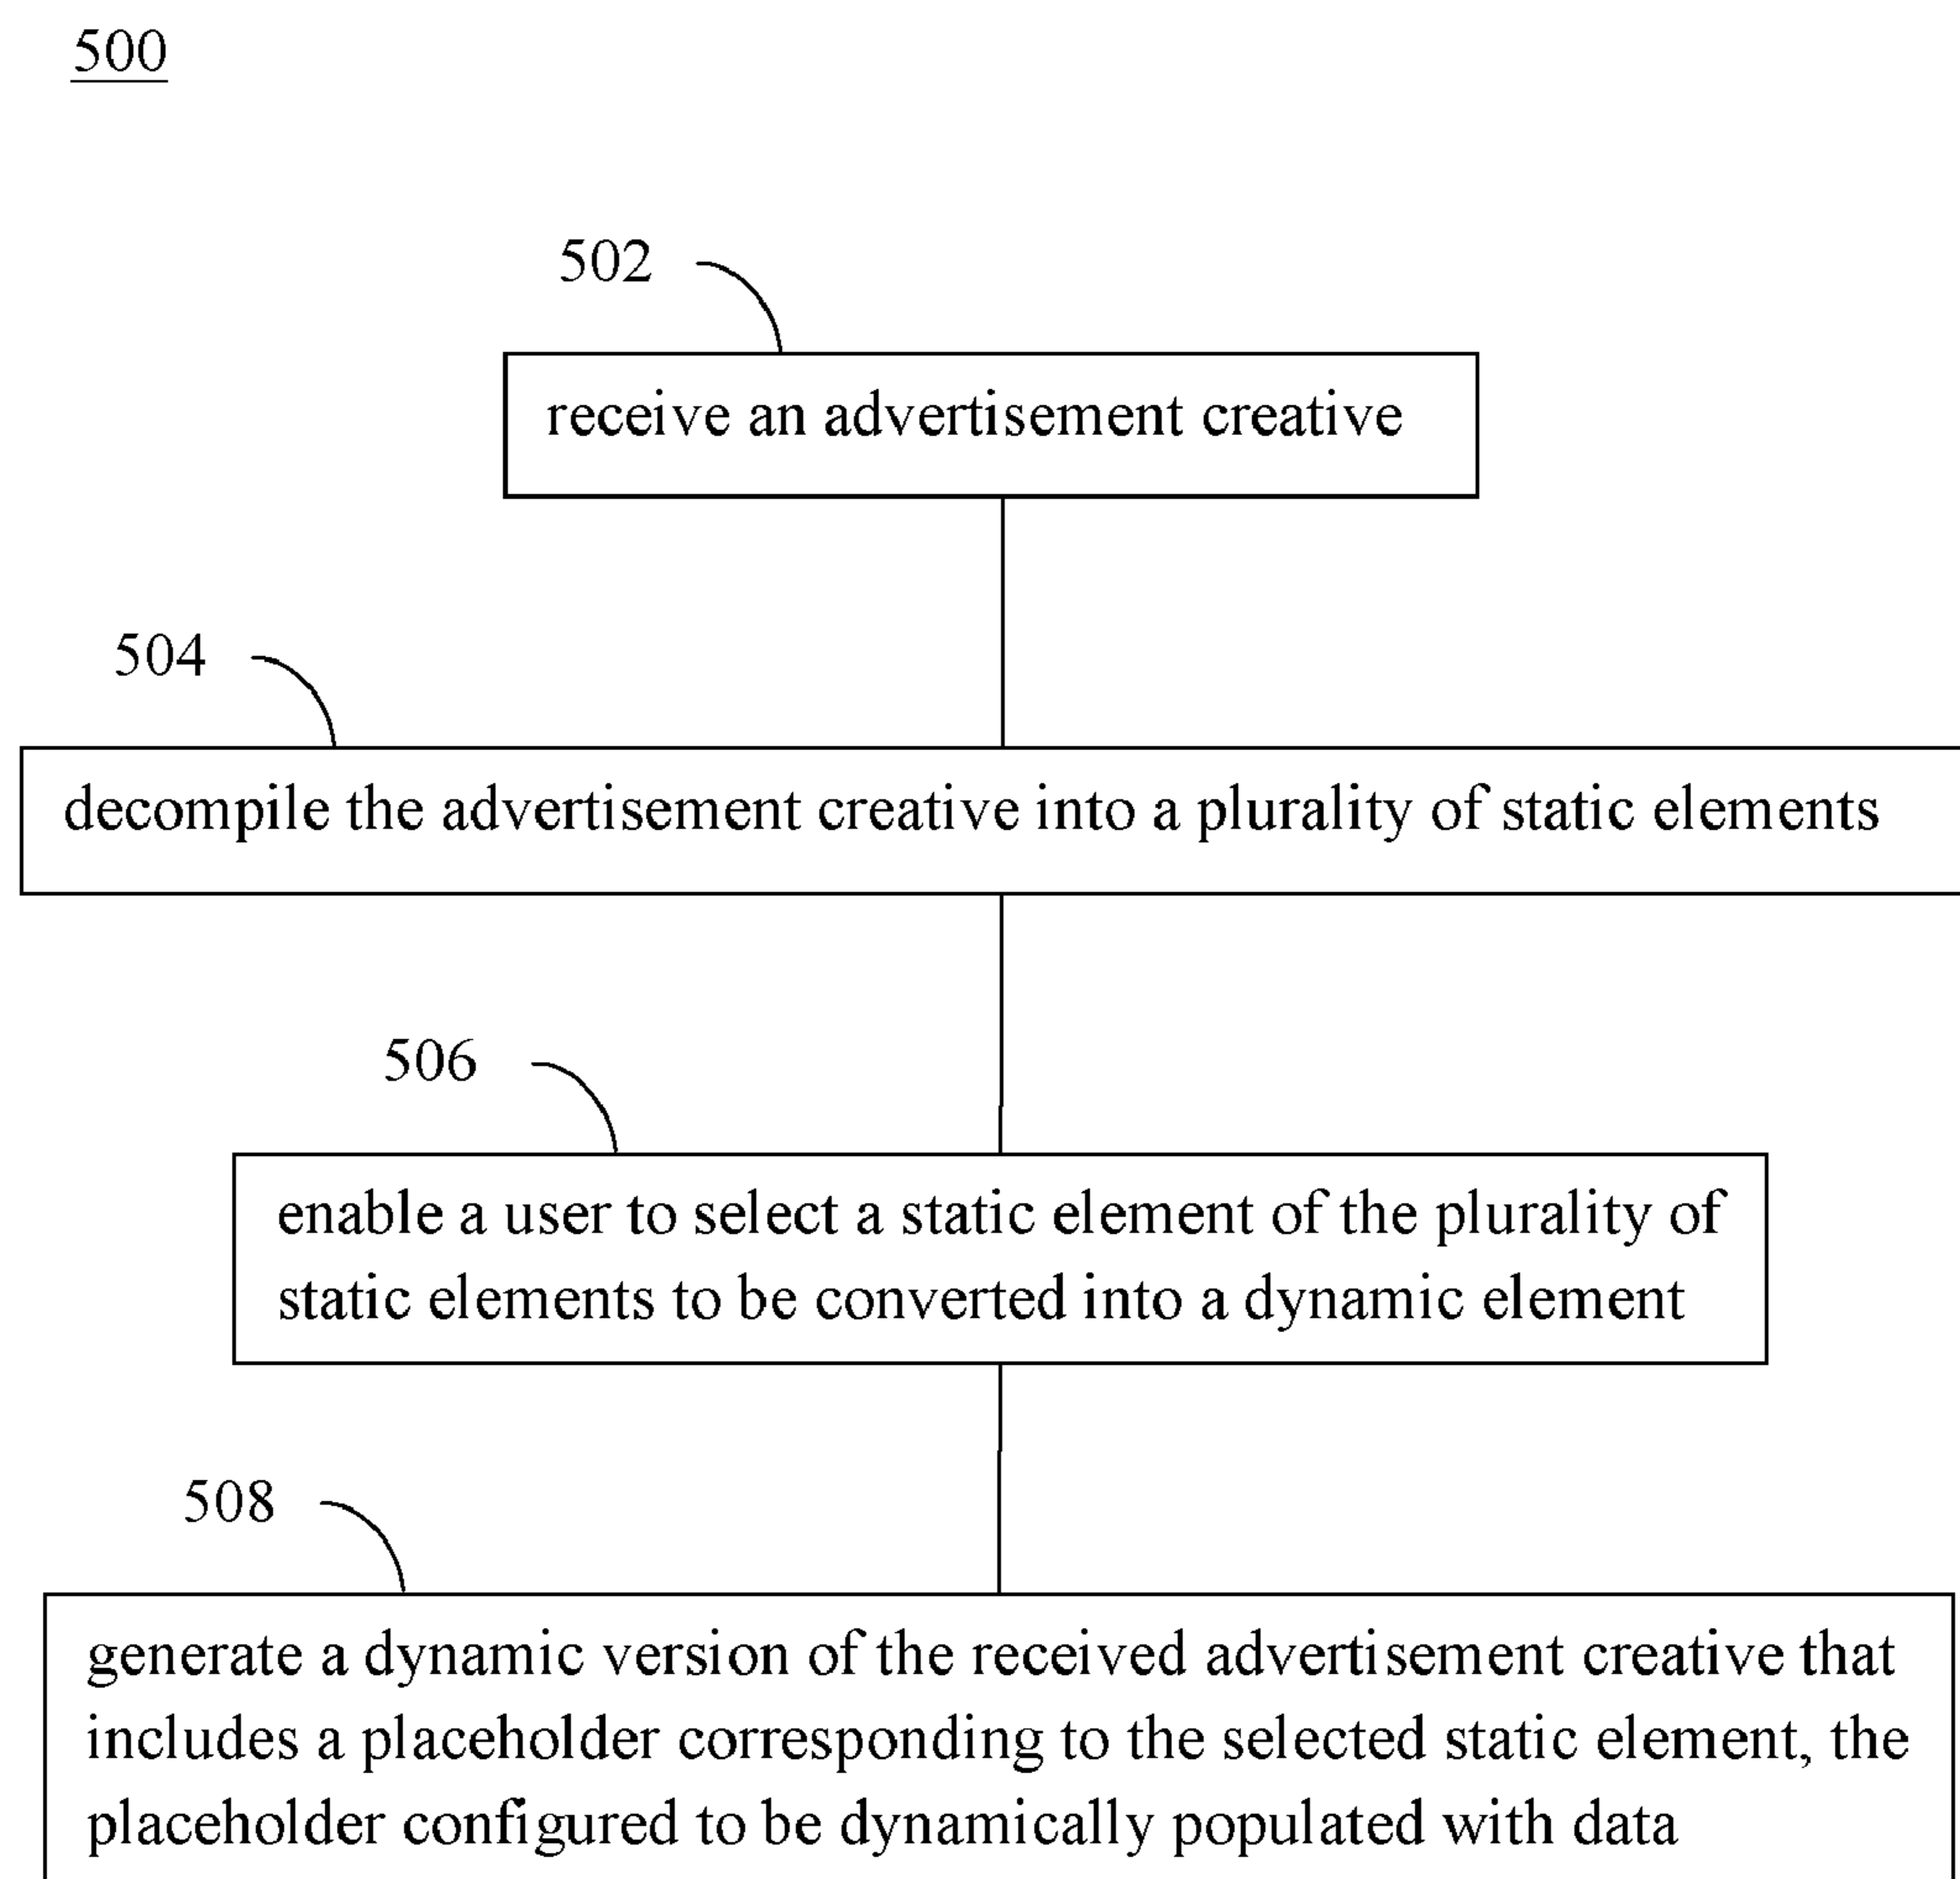 500
502
receive an advertisement creative
504
decompile the advertisement creative into a plurality of static elements
506
enable a user to select a static element of the plurality of
static elements to be converted into a dynamic element
508
generate a dynamic version of the received advertisement creative that
includes a placeholder corresponding to the selected static element, the
placeholder configured to be dynamically populated with data